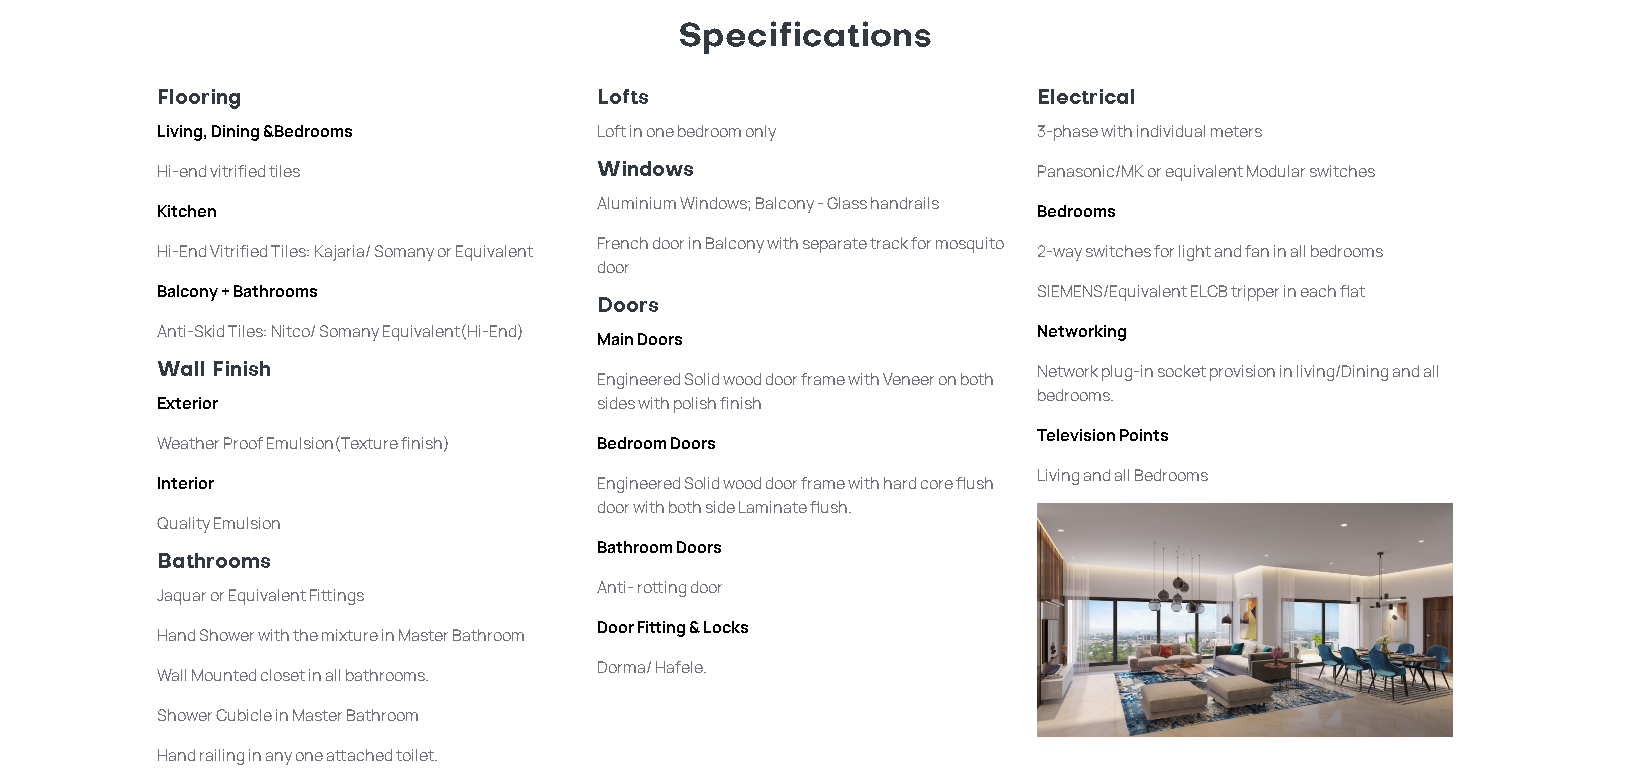 Specifications
Flooring
Living, Dining &Bedrooms
Hi-end vitrified tiles
Kitchen
Hi-End Vitrified Tiles: Kajaria/ Somany or Equivalent
Balcony + Bathrooms
Anti-Skid Tiles: Nitco/ Somany Equivalent(Hi-End)
Wall Finish
Exterior
Weather Proof Emulsion(Texture finish)
Interior
Quality Emulsion
Bathrooms
Jaquar or Equivalent Fittings
Hand Shower with the mixture in Master Bathroom
Wall Mounted closet in all bathrooms.
Shower Cubicle in Master Bathroom
Hand railing in any one attached toilet.
Lofts
Loft in one bedroom only
Windows
Aluminium Windows; Balcony - Glass handrails
French door in Balcony with separate track for mosquito
door
Doors
Main Doors
Engineered Solid wood door frame with Veneer on both
sides with polish finish
Bedroom Doors
Engineered Solid wood door frame with hard core flush
door with both side Laminate flush.
Bathroom Doors
Anti- rotting door
Door Fitting & Locks
Dorma/ Hafele.
Electrical
3-phase with individual meters
Panasonic/MK or equivalent Modular switches
Bedrooms
2-way switches for light and fan in all bedrooms
SIEMENS/Equivalent ELCB tripper in each flat
Networking
Network plug-in socket provision in living/Dining and all
bedrooms.
Television Points
Living and all Bedrooms